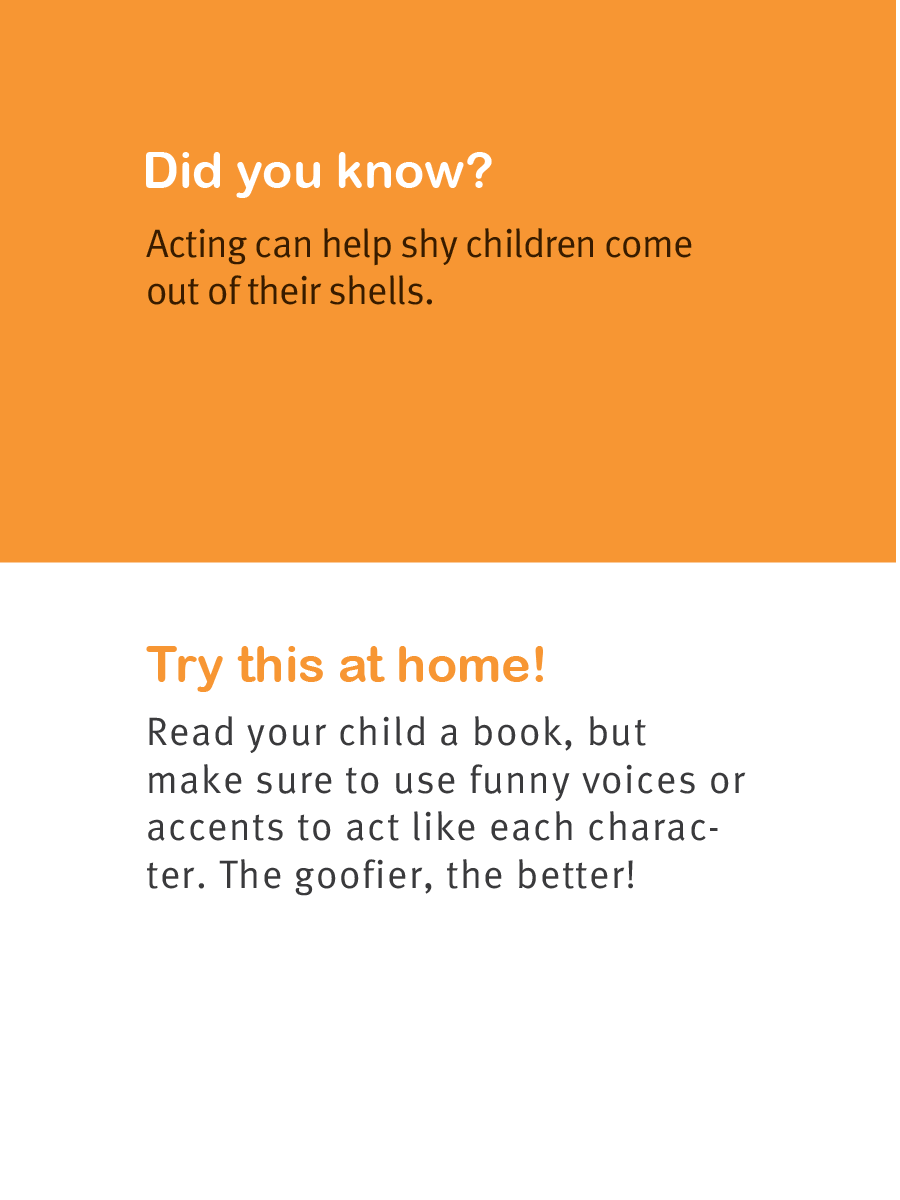 Did you know?
Acting can help shy children come
out of their shells.
Try this at home!
Read your child a book, but
make sure to use funny voices or
accents to act like each charac-
ter. The goofier, the better!